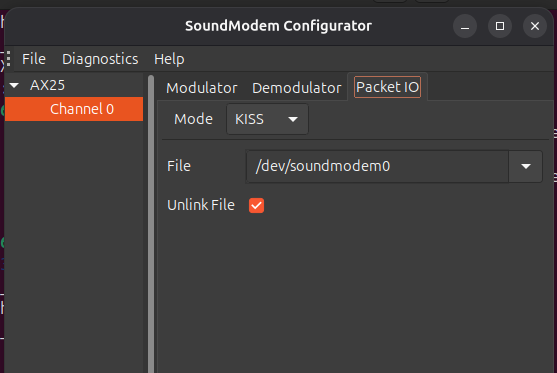 SoundModem Configurator
File Diagnostics Help
AX25
Channel 0
Modulator Demodulator Packet IO
Mode KISS
File /dev/soundmodem0
Unlink File